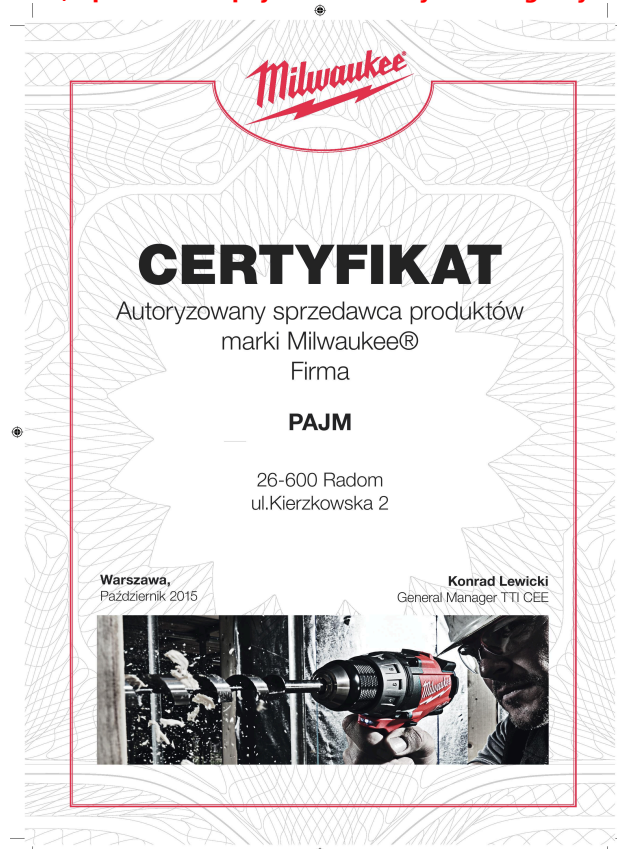 Milwaukee®
CERTYFIKAT
Autoryzowany sprzedawca produktów
marki Milwaukee®
Firma
PAJM
26-600 Radom
ul.Kierzkowska 2
Warszawa,
Październik 2015
Konrad Lewicki
General Manager TTI CEE
Milwaukee